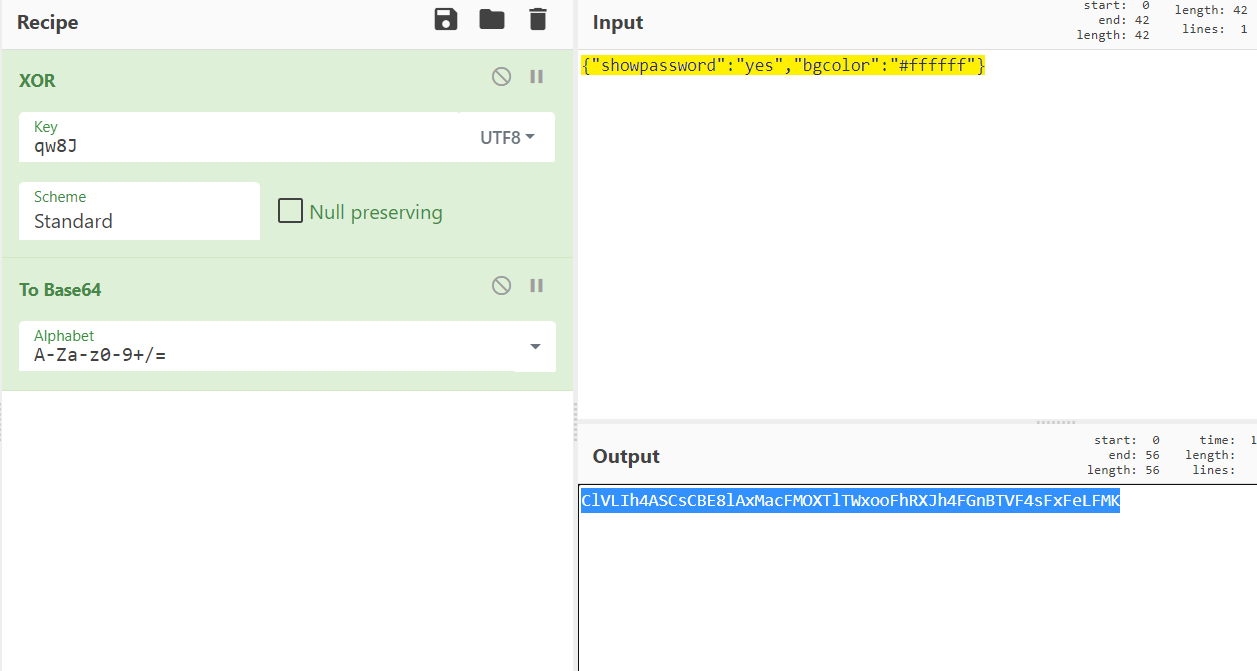 Recipe
XOR
Key
qw8J
UTF8
Scheme
Standard
Null preserving
To Base64
Alphabet
A-Za-z0-9+/=
Input
start: 0
end: 42
length: 42
length: 42
lines: 1
{"showpassword":"yes","bgcolor":"#ffffff"}
Output
start: 0
end: 56
length: 56
time: 1
length:
lines:
ClVLIh4ASCsCBE8lAxMacFMOXTlTWxooFhRXJh4FGnBTVF4sFxFeLFMK